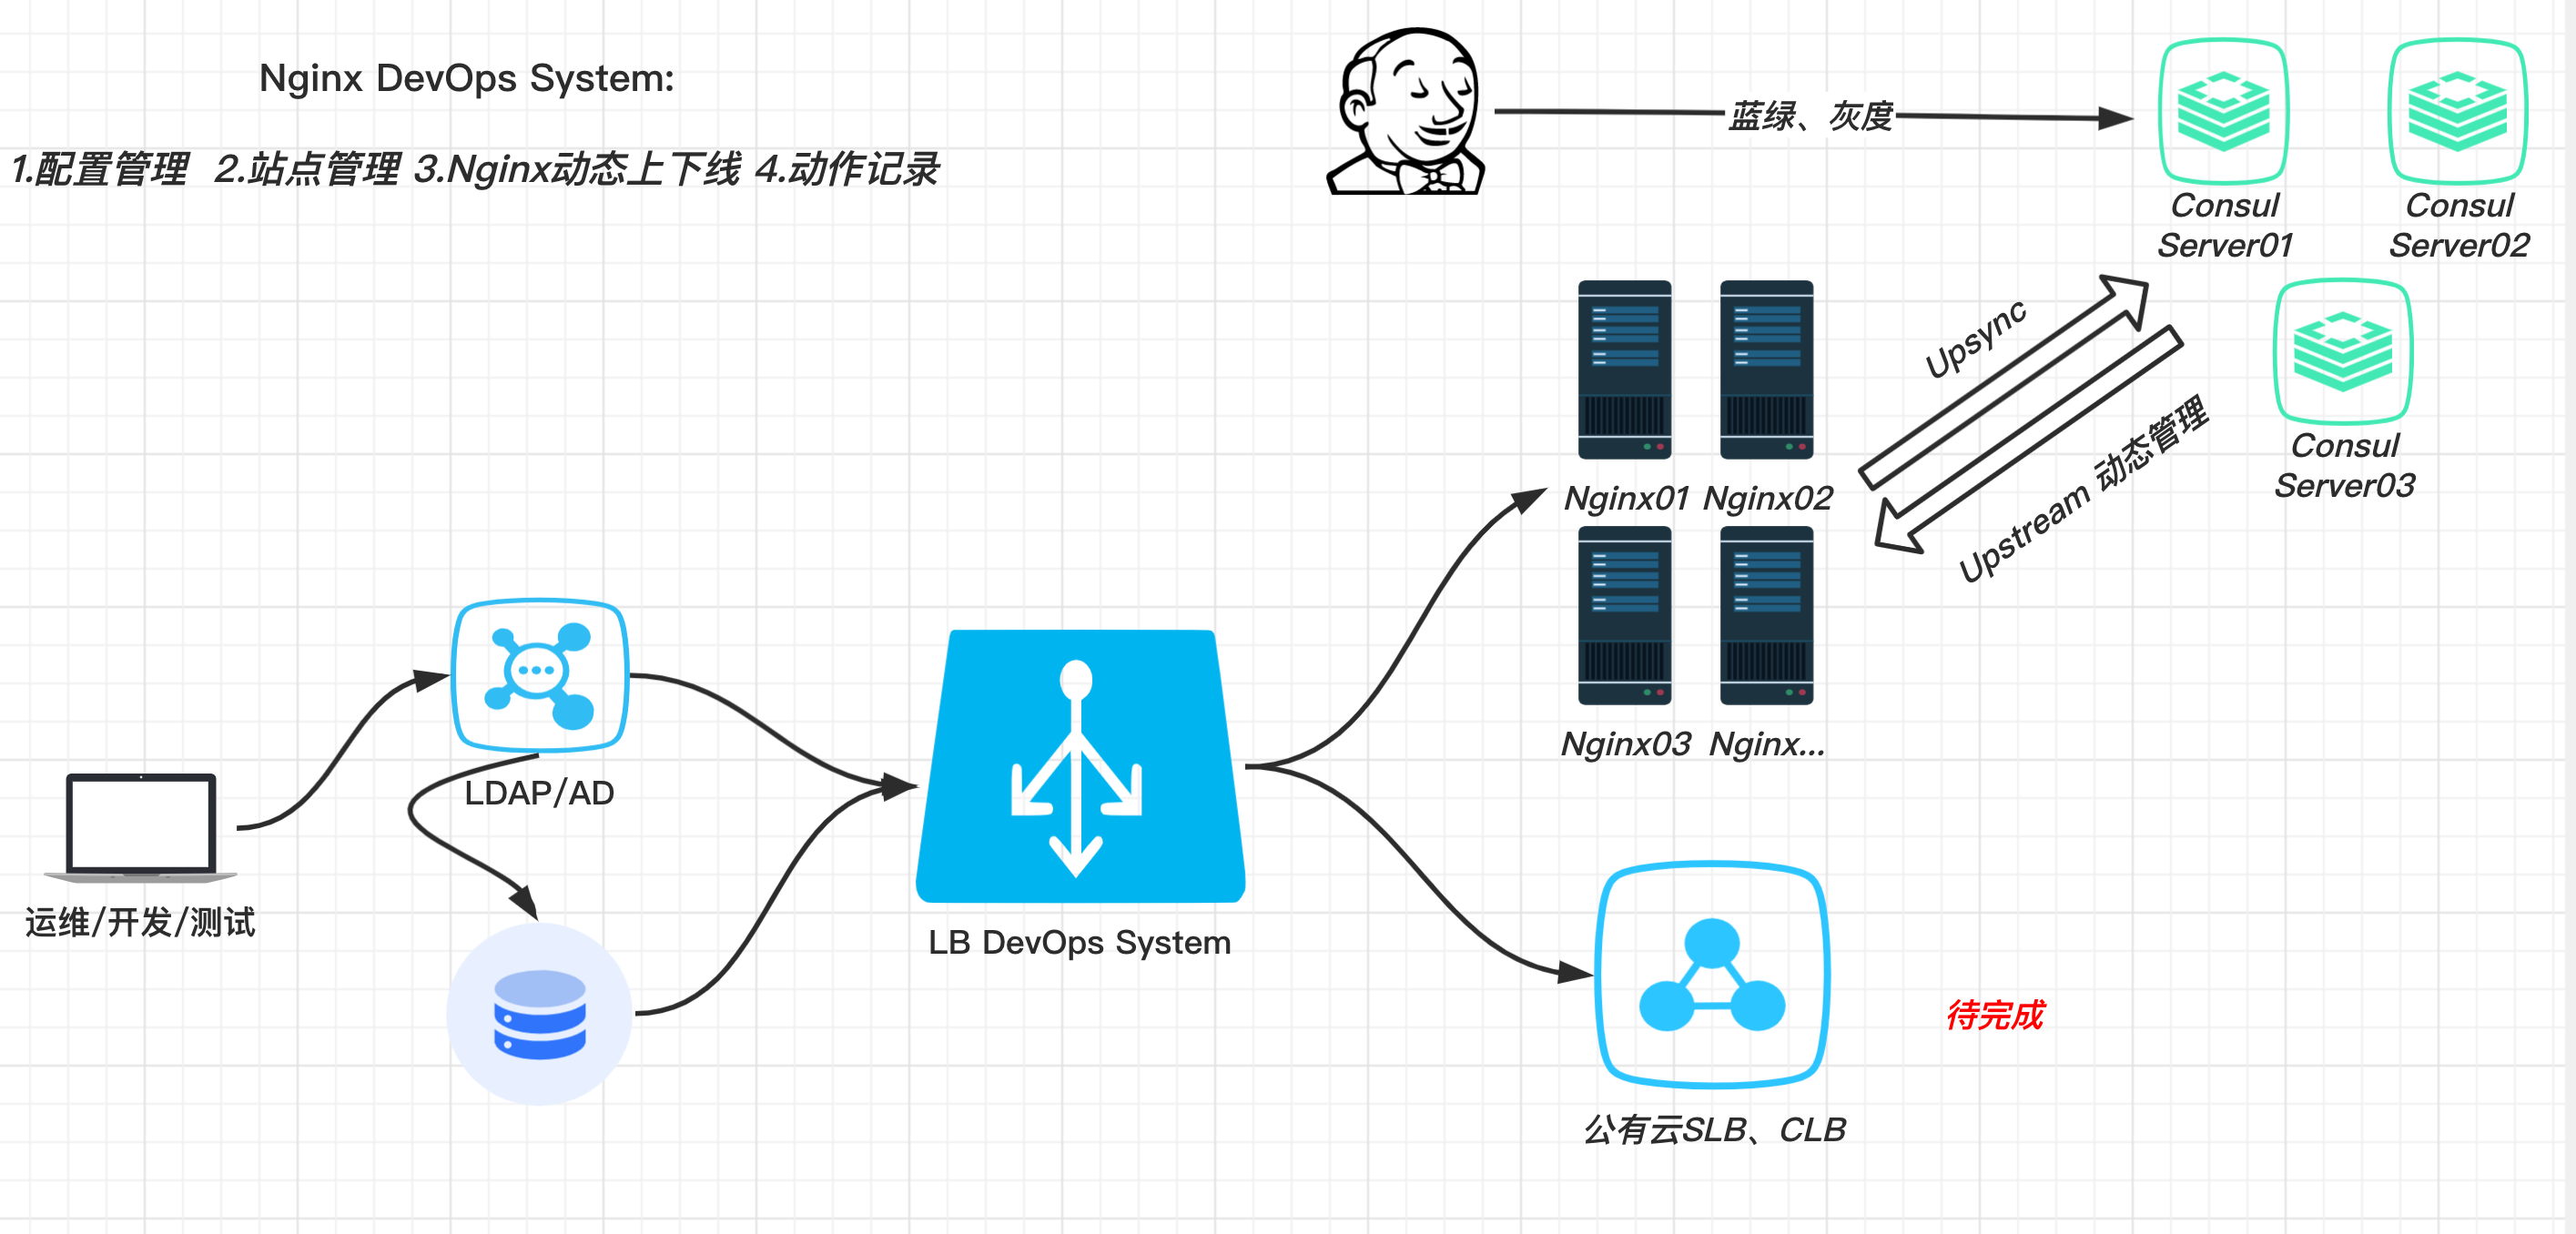 Nginx DevOps System:
1.配置管理 2.站点管理 3.Nginx动态上下线 4.动作记录
蓝绿、灰度
Consul
Server01
Consul
Server02
Consul
Server03
Upsync
Upstream 动态管理
Nginx01
Nginx02
Nginx03
Nginx...
LDAP/AD
运维/开发/测试
LB DevOps System
待完成
公有云SLB、CLB